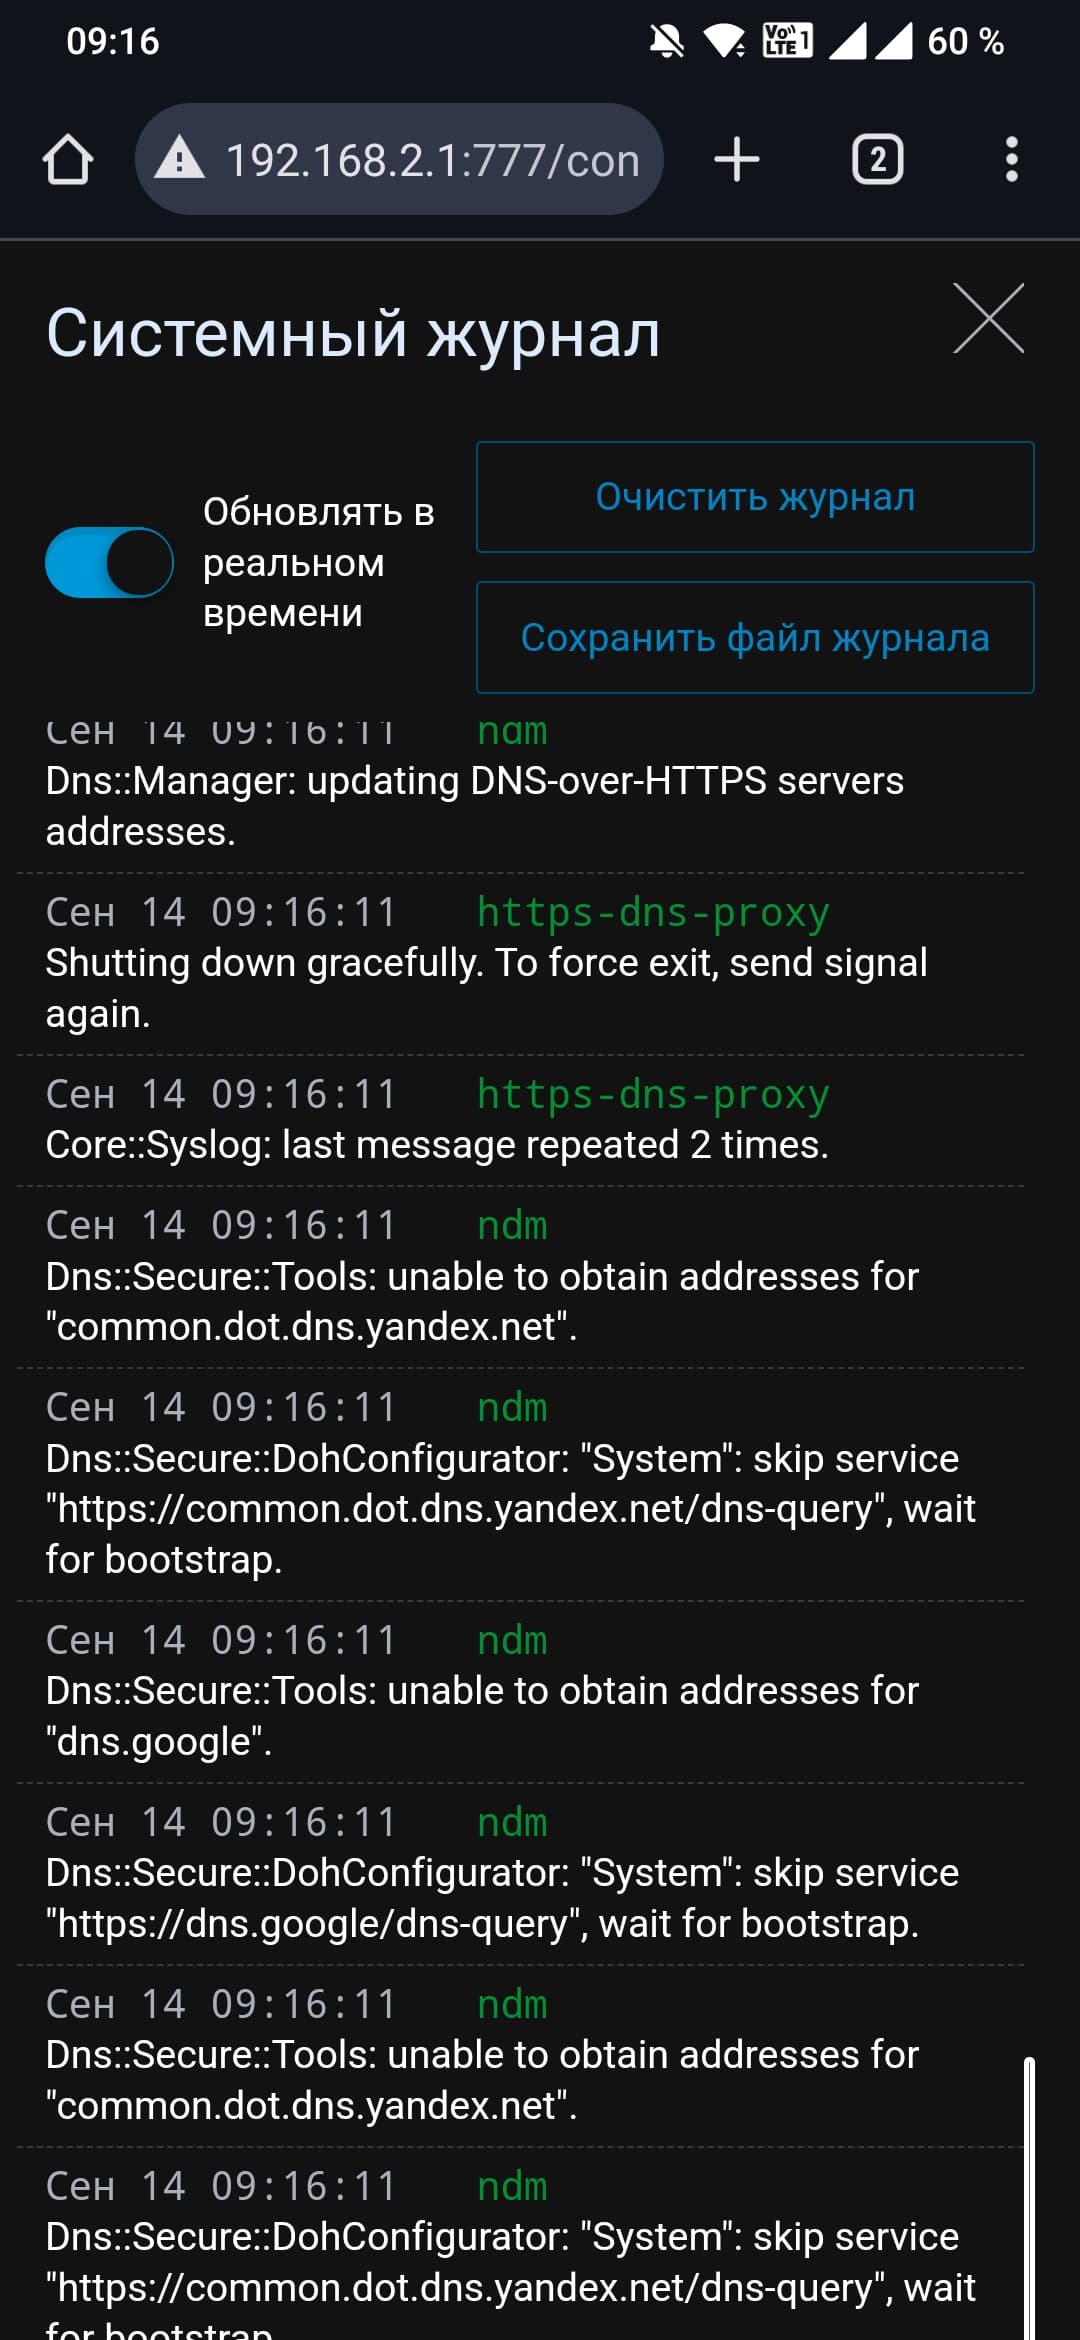 09:16
Vo)) LTE 1
60 %
192.168.2.1:777/con
2
Системный журнал
Обновлять в
реальном
времени
Очистить журнал
Сохранить файл журнала
Сен 14 09:16:11 ndm
Dns::Manager: updating DNS-over-HTTPS servers
addresses.
Сен 14 09:16:11 https-dns-proxy
Shutting down gracefully. To force exit, send signal
again.
Сен 14 09:16:11 https-dns-proxy
Core::Syslog: last message repeated 2 times.
Сен 14 09:16:11 ndm
Dns::Secure::Tools: unable to obtain addresses for
"common.dot.dns.yandex.net".
Сен 14 09:16:11 ndm
Dns::Secure::DohConfigurator: "System": skip service
"https://common.dot.dns.yandex.net/dns-query", wait
for bootstrap.
Сен 14 09:16:11 ndm
Dns::Secure::Tools: unable to obtain addresses for
"dns.google".
Сен 14 09:16:11 ndm
Dns::Secure::DohConfigurator: "System": skip service
"https://dns.google/dns-query", wait for bootstrap.
Сен 14 09:16:11 ndm
Dns::Secure::Tools: unable to obtain addresses for
"common.dot.dns.yandex.net".
Сен 14 09:16:11 ndm
Dns::Secure::DohConfigurator: "System": skip service
"https://common.dot.dns.yandex.net/dns-query", wait
for bootstrap